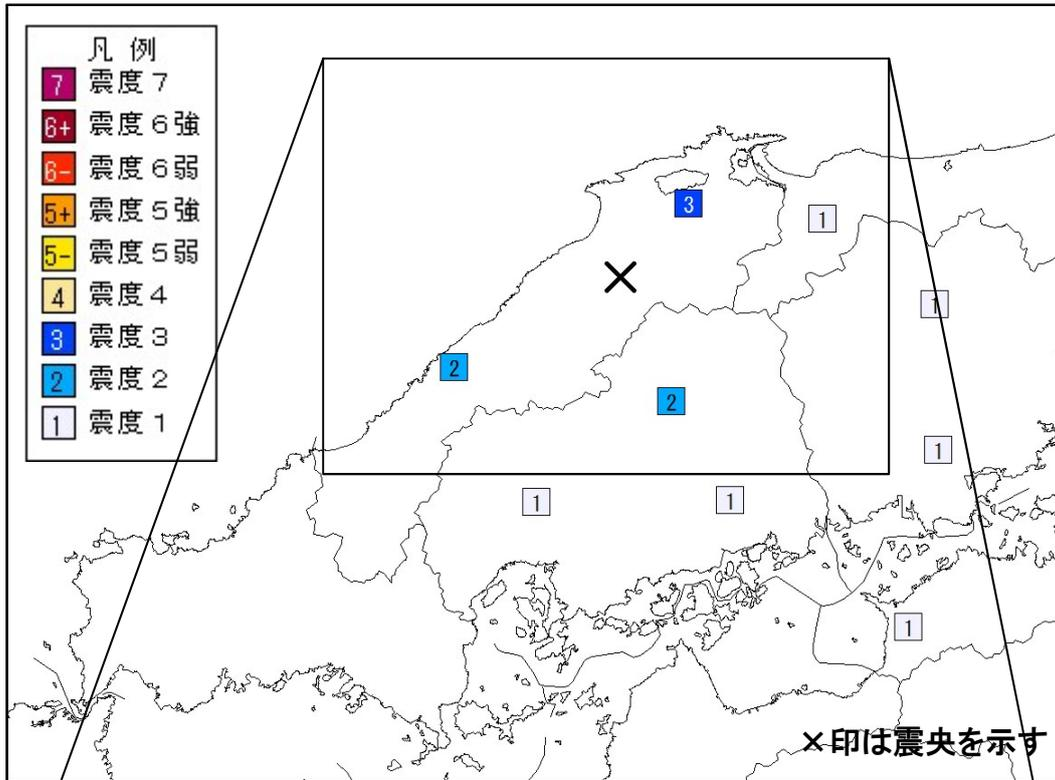 凡 例
7 震度７
6+ 震度６強
6- 震度６弱
5+ 震度５強
5- 震度５弱
4 震度４
3 震度３
2 震度２
1 震度１
3
1
1
2
2
1
1
1
1
×印は震央を示す